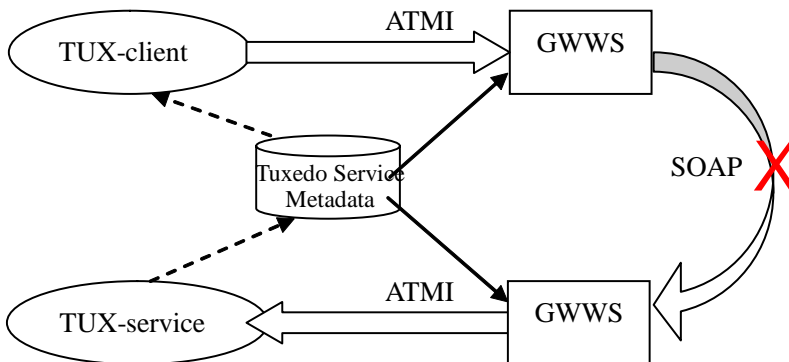 ATMI
TUX-client
GWWS
Tuxedo Service
Metadata
SOAP
ATMI
TUX-service
GWWS